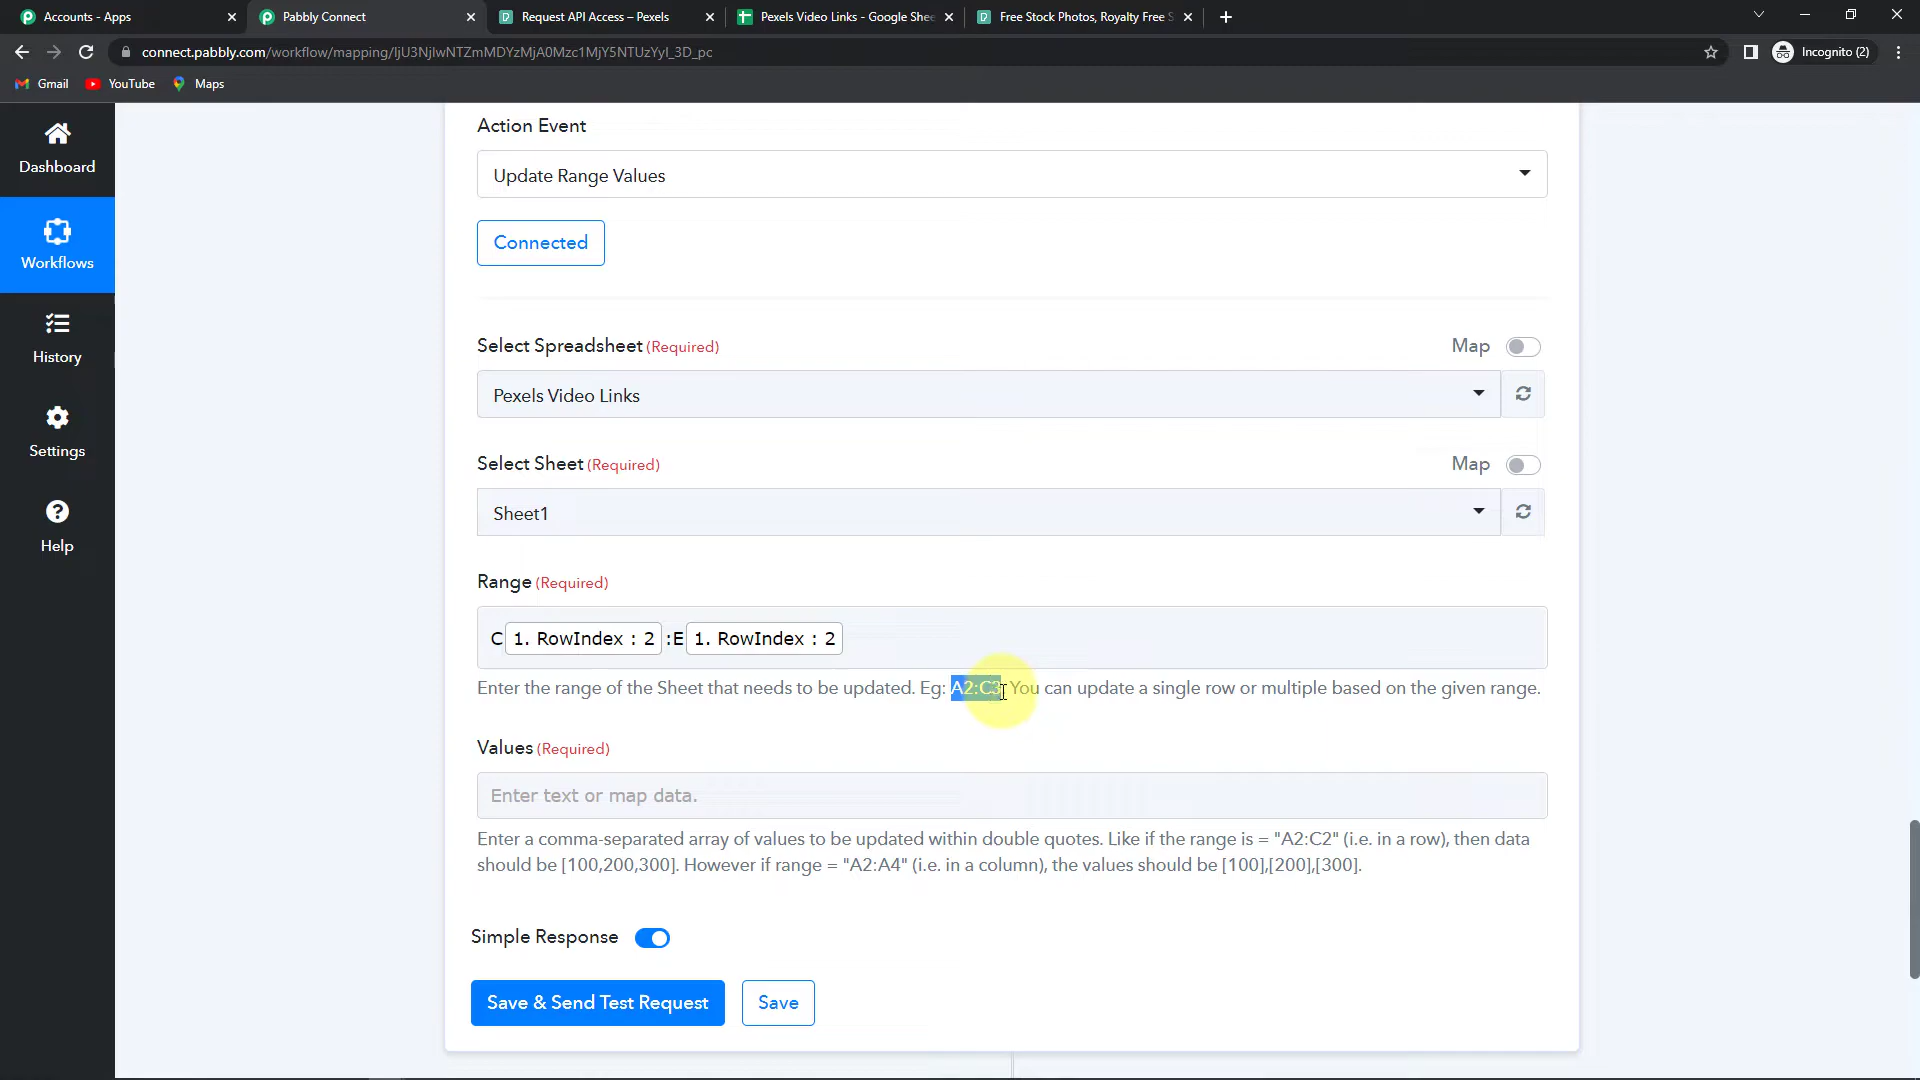 Accounts - Apps
Pabbly Connect
Request API Access – Pexels
Pexels Video Links - Google She
Free Stock Photos, Royalty Free S
connect.pabbly.com/workflow/mapping/IjU3NjIwNTZmMDYzMjA0Mzc1MjY5NTUzYyI_3D_pc
Incognito (2)
Gmail
YouTube
Maps
Dashboard
Workflows
History
Settings
Help
Action Event
Update Range Values
Connected
Select Spreadsheet (Required)
Map
Pexels Video Links
Select Sheet (Required)
Map
Sheet1
Range (Required)
C 1. RowIndex : 2 :E 1. RowIndex : 2
Enter the range of the Sheet that needs to be updated. Eg: A2:C3. You can update a single row or multiple based on the given range.
Values (Required)
Enter text or map data.
Enter a comma-separated array of values to be updated within double quotes. Like if the range is = "A2:C2" (i.e. in a row), then data
should be [100,200,300]. However if range = "A2:A4" (i.e. in a column), the values should be [100],[200],[300].
Simple Response
Save & Send Test Request
Save